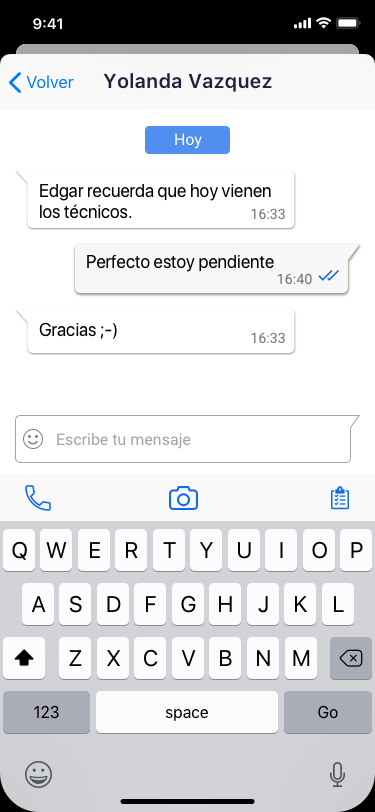 9:41
Volver
Yolanda Vazquez
Hoy
Edgar recuerda que hoy vienen
los técnicos.
16:33
Perfecto estoy pendiente
16:40
Gracias ;-)
16:33
Escribe tu mensaje
Q W E R T Y U I O P
A S D F G H J K L
Z X C V B N M
123 space Go